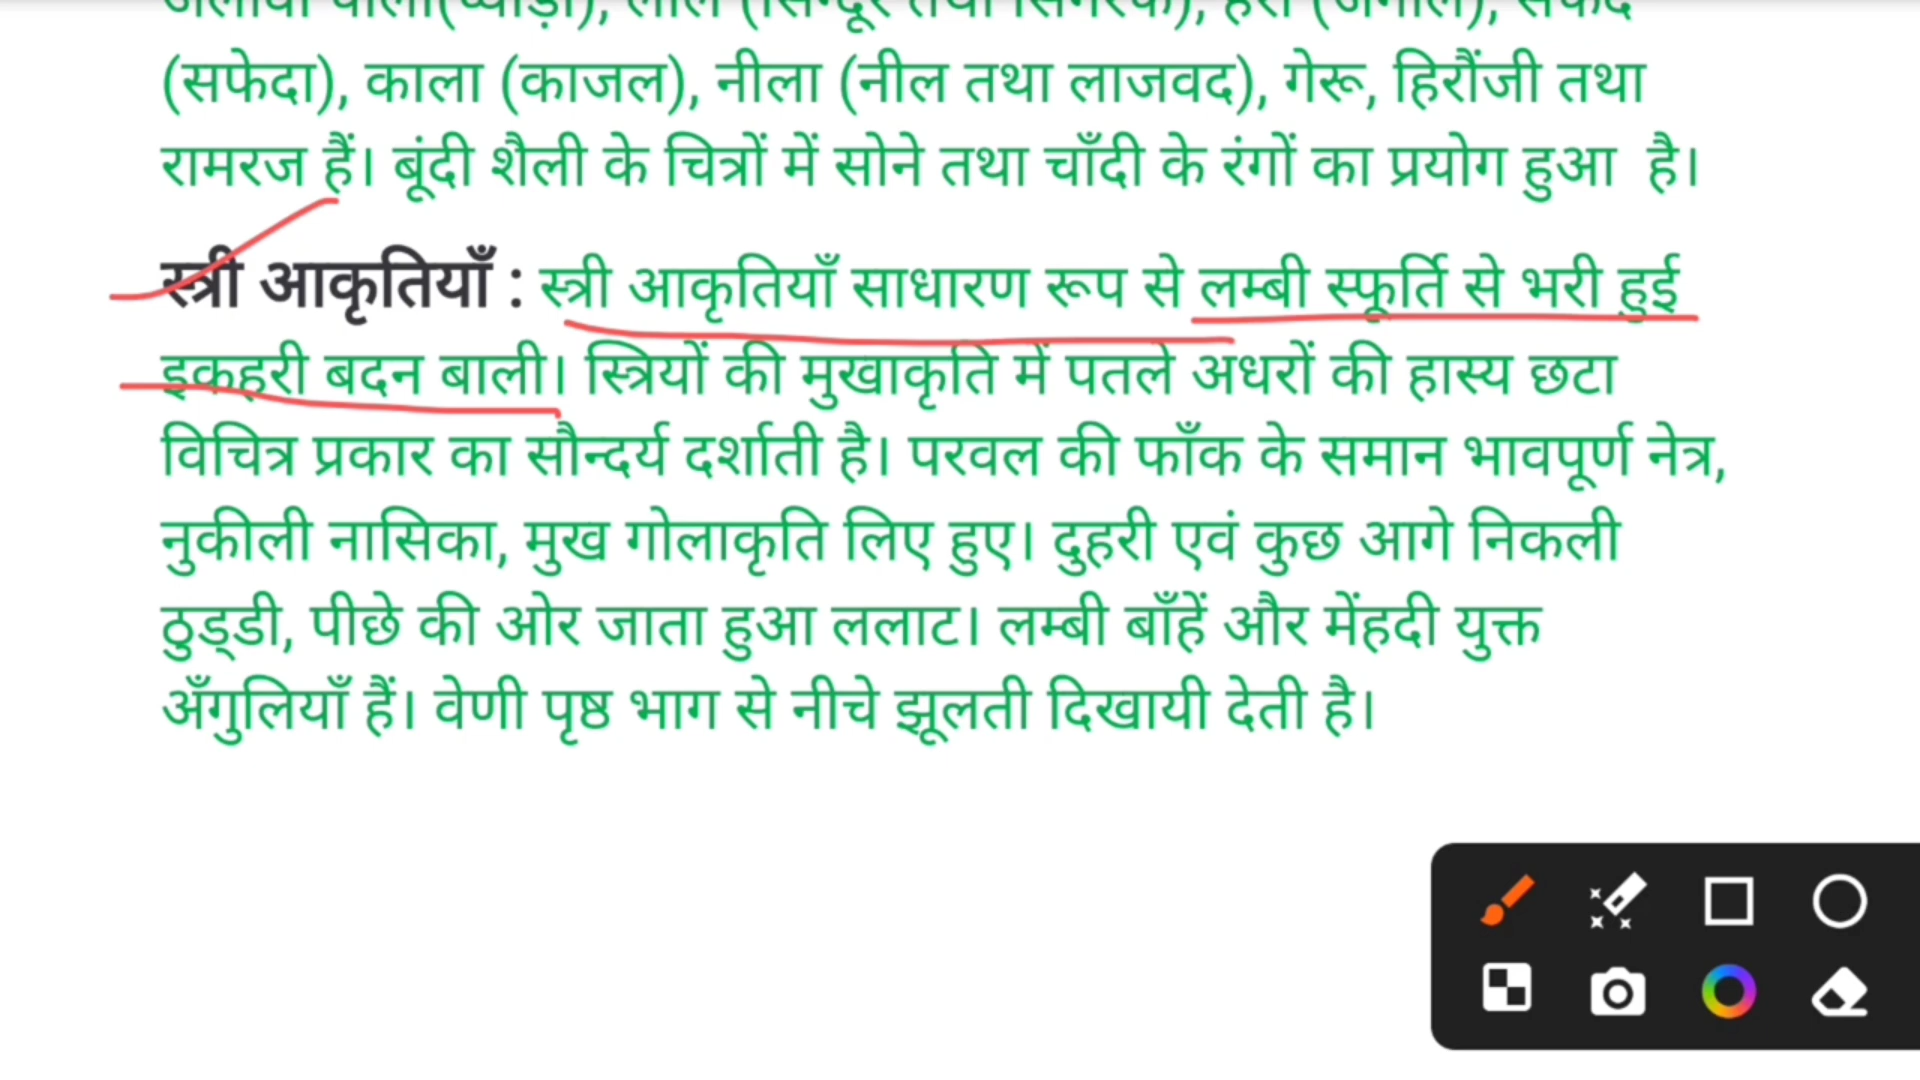 (सफेदा), काला (काजल), नीला (नील तथा लाजवद), गेरू, हिरौंजी तथा
रामरज हैं। बूंदी शैली के चित्रों में सोने तथा चाँदी के रंगों का प्रयोग हुआ है।
स्त्री आकृतियाँ : स्त्री आकृतियाँ साधारण रूप से लम्बी स्फूर्ति से भरी हुई
इकहरी बदन बाली। स्त्रियों की मुखाकृति में पतले अधरों की हास्य छटा
विचित्र प्रकार का सौन्दर्य दर्शाती है। परवल की फाँक के समान भावपूर्ण नेत्र,
नुकीली नासिका, मुख गोलाकृति लिए हुए। दुहरी एवं कुछ आगे निकली
ठुड्डी, पीछे की ओर जाता हुआ ललाट। लम्बी बाँहें और मेंहदी युक्त
अँगुलियाँ हैं। वेणी पृष्ठ भाग से नीचे झूलती दिखायी देती है।